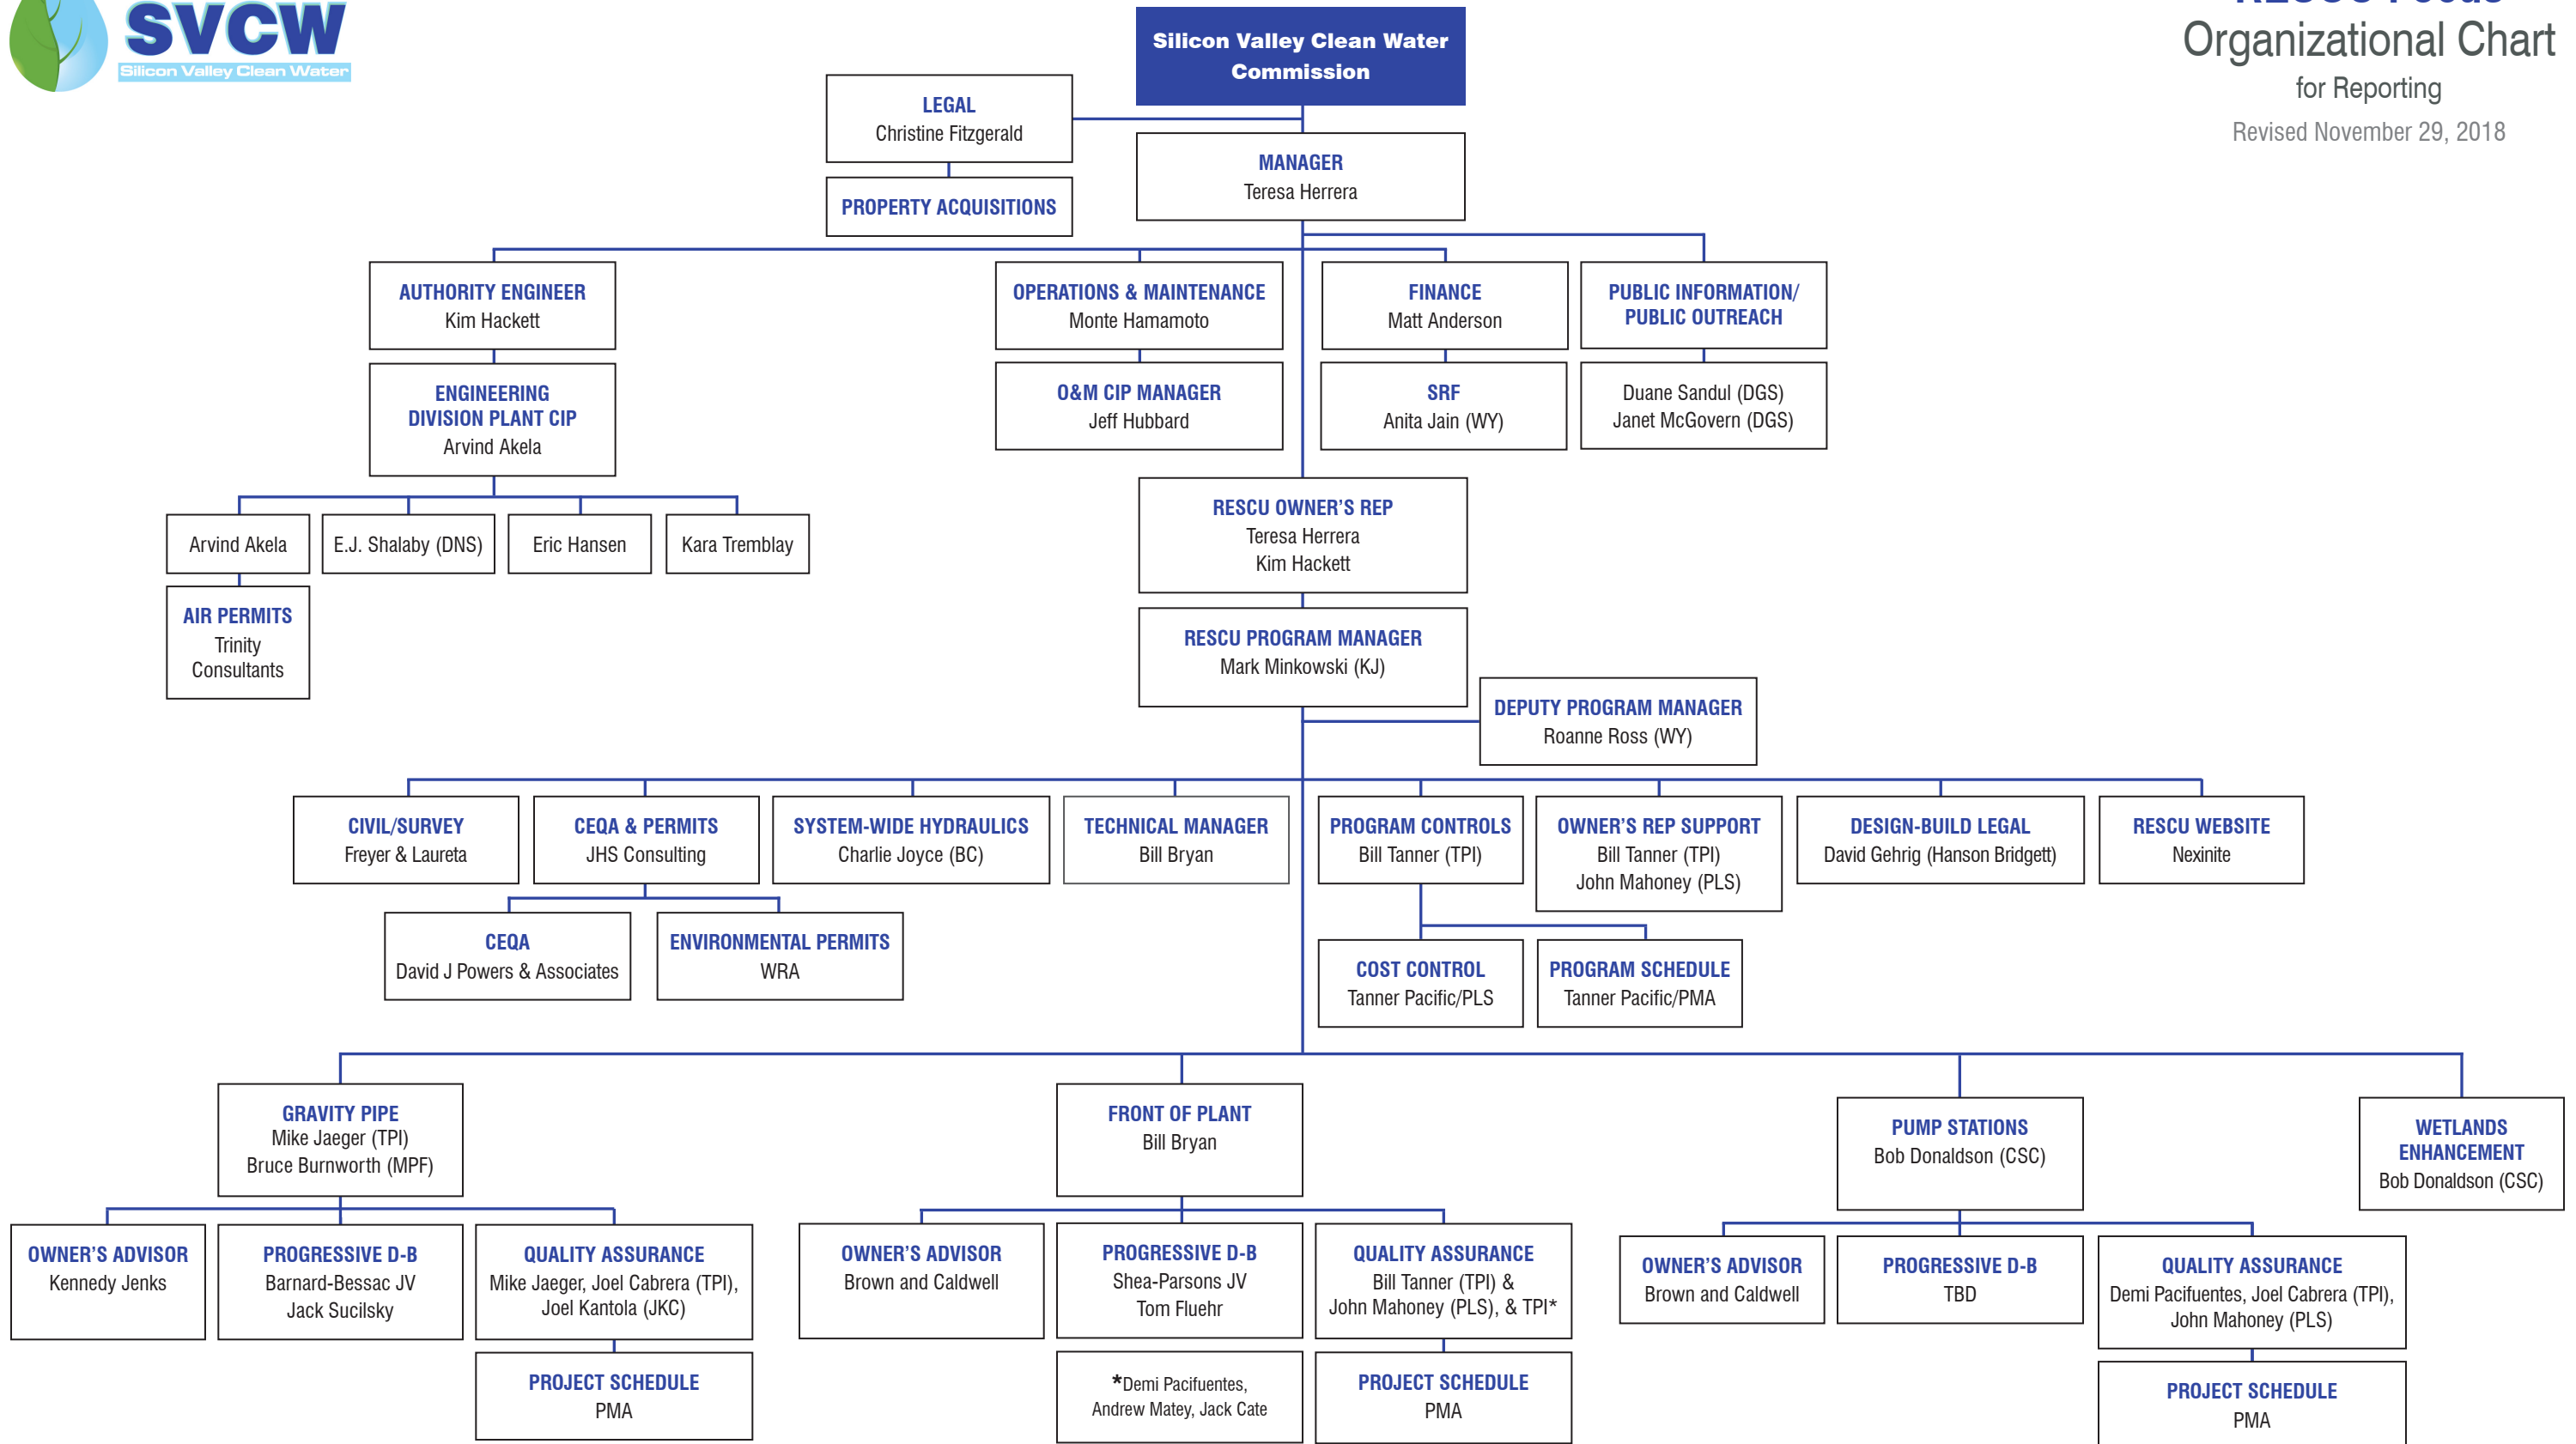 SVCW
Silicon Valley Clean Water
Organizational Chart
for Reporting
Revised November 29, 2018
Silicon Valley Clean Water
Commission
LEGAL
Christine Fitzgerald
PROPERTY ACQUISITIONS
MANAGER
Teresa Herrera
AUTHORITY ENGINEER
Kim Hackett
OPERATIONS & MAINTENANCE
Monte Hamamoto
FINANCE
Matt Anderson
PUBLIC INFORMATION/
PUBLIC OUTREACH
ENGINEERING
DIVISION PLANT CIP
Arvind Akela
O&M CIP MANAGER
Jeff Hubbard
SRF
Anita Jain (WY)
Duane Sandul (DGS)
Janet McGovern (DGS)
Arvind Akela
E.J. Shalaby (DNS)
Eric Hansen
Kara Tremblay
AIR PERMITS
Trinity
Consultants
RESCU OWNER'S REP
Teresa Herrera
Kim Hackett
RESCU PROGRAM MANAGER
Mark Minkowski (KJ)
DEPUTY PROGRAM MANAGER
Roanne Ross (WY)
CIVIL/SURVEY
Freyer & Laureta
CEQA & PERMITS
JHS Consulting
SYSTEM-WIDE HYDRAULICS
Charlie Joyce (BC)
TECHNICAL MANAGER
Bill Bryan
PROGRAM CONTROLS
Bill Tanner (TPI)
OWNER'S REP SUPPORT
Bill Tanner (TPI)
John Mahoney (PLS)
DESIGN-BUILD LEGAL
David Gehrig (Hanson Bridgett)
RESCU WEBSITE
Nexinite
CEQA
David J Powers & Associates
ENVIRONMENTAL PERMITS
WRA
COST CONTROL
Tanner Pacific/PLS
PROGRAM SCHEDULE
Tanner Pacific/PMA
GRAVITY PIPE
Mike Jaeger (TPI)
Bruce Burnworth (MPF)
FRONT OF PLANT
Bill Bryan
PUMP STATIONS
Bob Donaldson (CSC)
WETLANDS
ENHANCEMENT
Bob Donaldson (CSC)
OWNER'S ADVISOR
Kennedy Jenks
PROGRESSIVE D-B
Barnard-Bessac JV
Jack Sucilsky
QUALITY ASSURANCE
Mike Jaeger, Joel Cabrera (TPI),
Joel Kantola (JKC)
PROJECT SCHEDULE
PMA
OWNER'S ADVISOR
Brown and Caldwell
PROGRESSIVE D-B
Shea-Parsons JV
Tom Fluehr
*Demi Pacifuentes,
Andrew Matey, Jack Cate
QUALITY ASSURANCE
Bill Tanner (TPI) &
John Mahoney (PLS), & TPI*
PROJECT SCHEDULE
PMA
OWNER'S ADVISOR
Brown and Caldwell
PROGRESSIVE D-B
TBD
QUALITY ASSURANCE
Demi Pacifuentes, Joel Cabrera (TPI),
John Mahoney (PLS)
PROJECT SCHEDULE
PMA